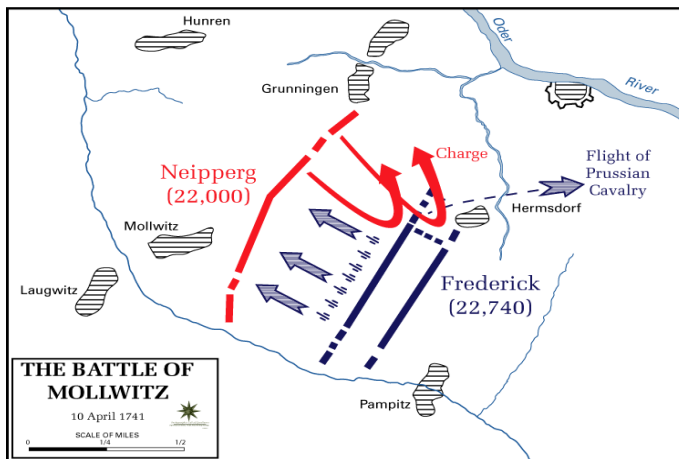 Hunren
Oder
River
Grunningen
Neipperg
(22,000)
Charge
Flight of
Prussian
Cavalry
Hermsdorf
Mollwitz
Laugwitz
Frederick
(22,740)
Pampitz
THE BATTLE OF
MOLLWITZ
10 April 1741
SCALE OF MILES
0 1/4 1/2